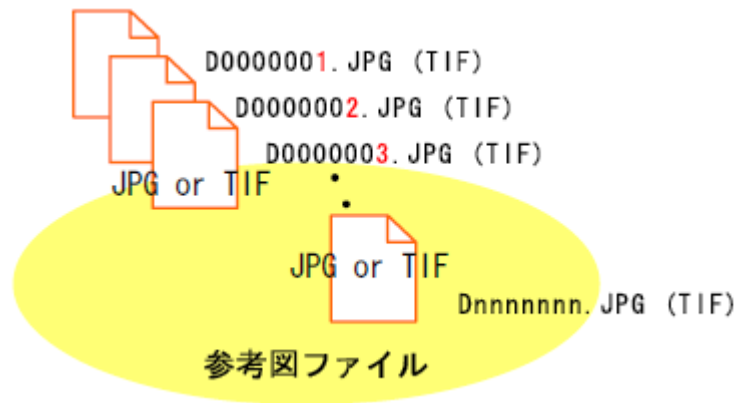 D0000001.JPG (TIF)
D0000002.JPG (TIF)
D0000003.JPG (TIF)
JPG or TIF
JPG or TIF
Dnnnnnnn.JPG (TIF)
参考図ファイル